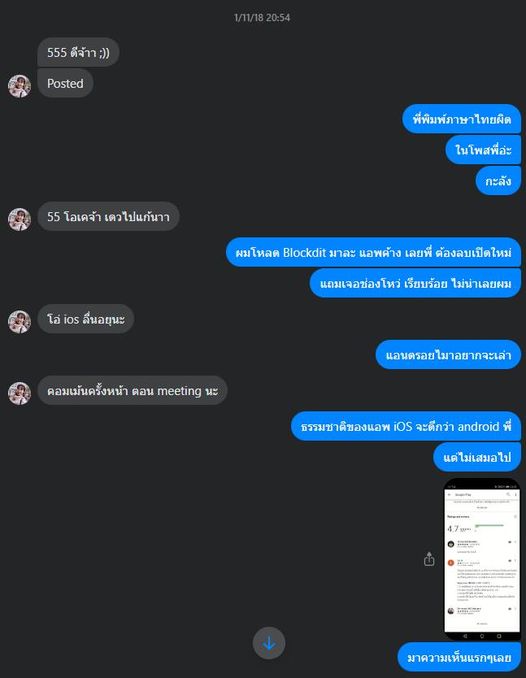 1/11/18 20:54
555 ดีจ้าา ;))
Posted
พี่พิมพ์ภาษาไทยผิด
ในโพสพี่อ่ะ
กะลัง
55 โอเคจ้า เดวไปแก้นาา
ผมโหลด Blockdit มาละ แอพค้าง เลยพี่ ต้องลบเปิดใหม่
แถมเจอช่องโหว่ เรียบร้อย ไม่น่าเลยผม
โอ่ ios ลื่นอยุนะ
แอนดรอยไมาอยากจะเล่า
คอมเม้นครั้งหน้า ตอน meeting นะ
ธรรมชาติของแอพ iOS จะดีกว่า android พี่
แต่ไม่เสมอไป
Google Play
4.7
มาความเห็นแรกๆเลย